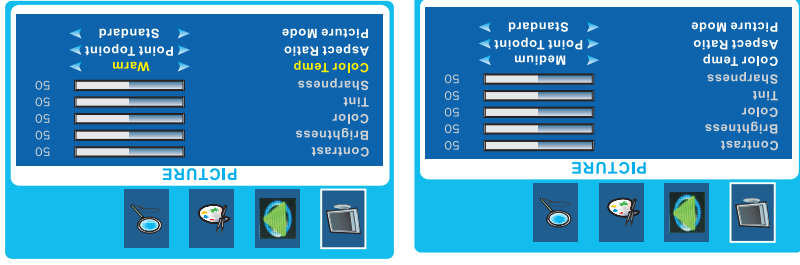 PICTURE
Contrast 50
Brightness 50
Color 50
Tint 50
Sharpness 50
Color Temp Medium
Aspect Ratio Point Topoint
Picture Mode Standard
PICTURE
Contrast 50
Brightness 50
Color 50
Tint 50
Sharpness 50
Color Temp Warm
Aspect Ratio Point Topoint
Picture Mode Standard